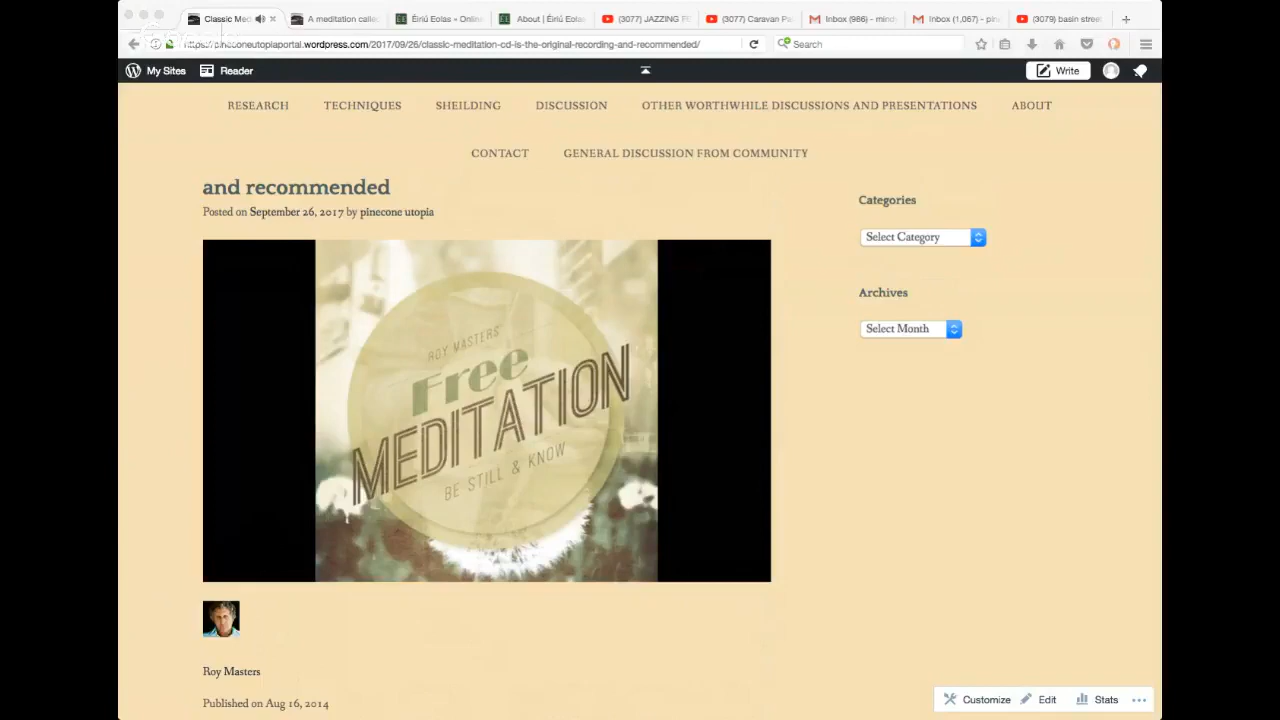 Classic Med
A meditation calle
Ériú Eolas » Onlin
About | Ériú Eolas
(3077) JAZZING FE
(3077) Caravan Pa
Inbox (986) - mind
Inbox (1,067) - pin
(3079) basin street
pineconeutopiaportal.wordpress.com/2017/09/26/classic-meditation-cd-is-the-original-recording-and-recommended/
Search
My Sites
Reader
Write
RESEARCH TECHNIQUES SHEILDING DISCUSSION OTHER WORTHWHILE DISCUSSIONS AND PRESENTATIONS ABOUT
CONTACT GENERAL DISCUSSION FROM COMMUNITY
and recommended
Posted on September 26, 2017 by pinecone utopia
Categories
Select Category
Archives
Select Month
ROY MASTERS'
Free
MEDITATION
BE STILL & KNOW
Roy Masters
Published on Aug 16, 2014
Customize Edit Stats